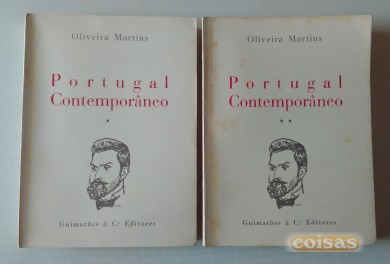 Oliveira Martins
Portugal
Contemporâneo
*
Guimarães & Cª Editores
Oliveira Martins
Portugal
Contemporâneo
* *
Guimarães & Cª Editores
coisas